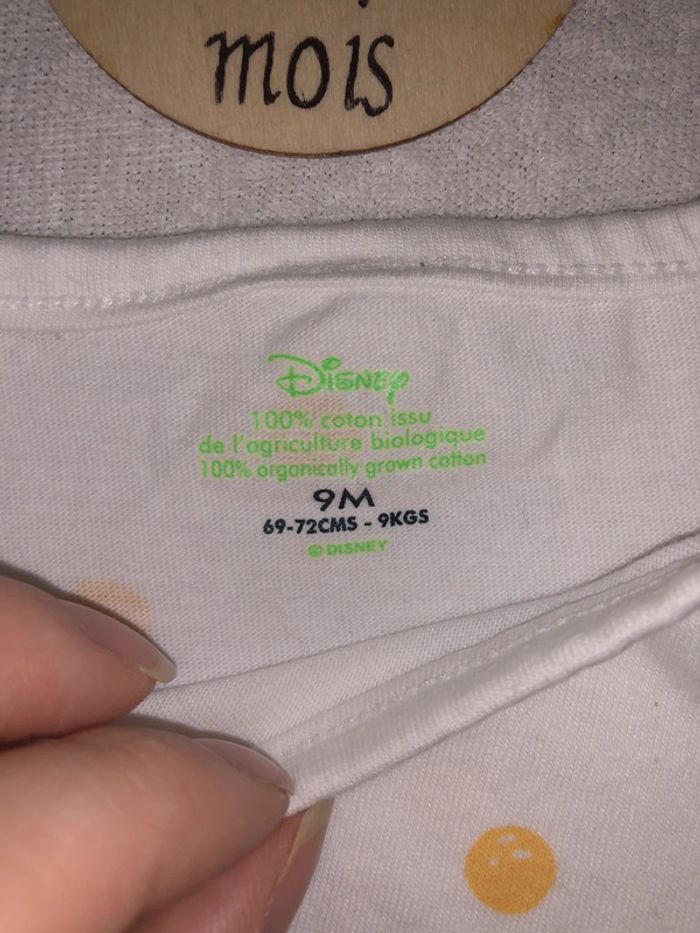 mois
Disney
100% coton issu
de l'agriculture biologique
100% organically grown cotton
9M
69-72CMS - 9KGS
© DISNEY